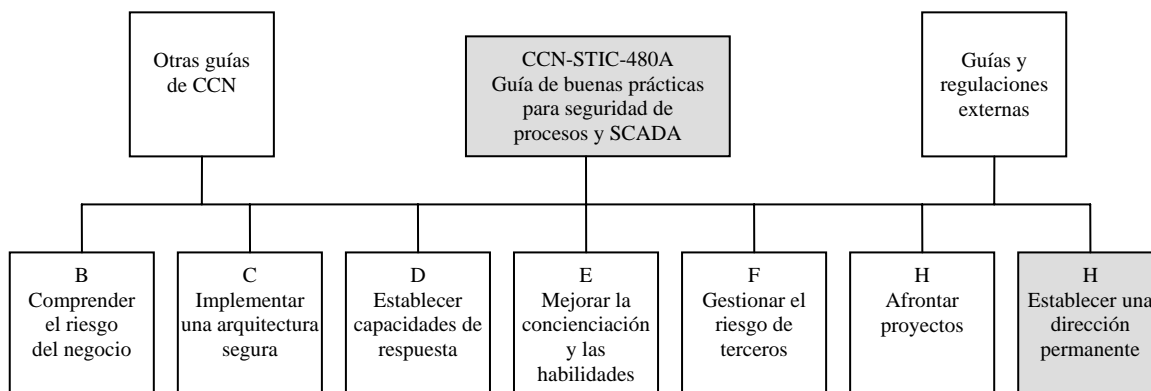 Otras guías
de CCN
CCN-STIC-480A
Guía de buenas prácticas
para seguridad de
procesos y SCADA
Guías y
regulaciones
externas
B
Comprender
el riesgo
del negocio
C
Implementar
una arquitectura
segura
D
Establecer
capacidades de
respuesta
E
Mejorar la
concienciación
y las
habilidades
F
Gestionar el
riesgo de
terceros
H
Afrontar
proyectos
H
Establecer una
dirección
permanente